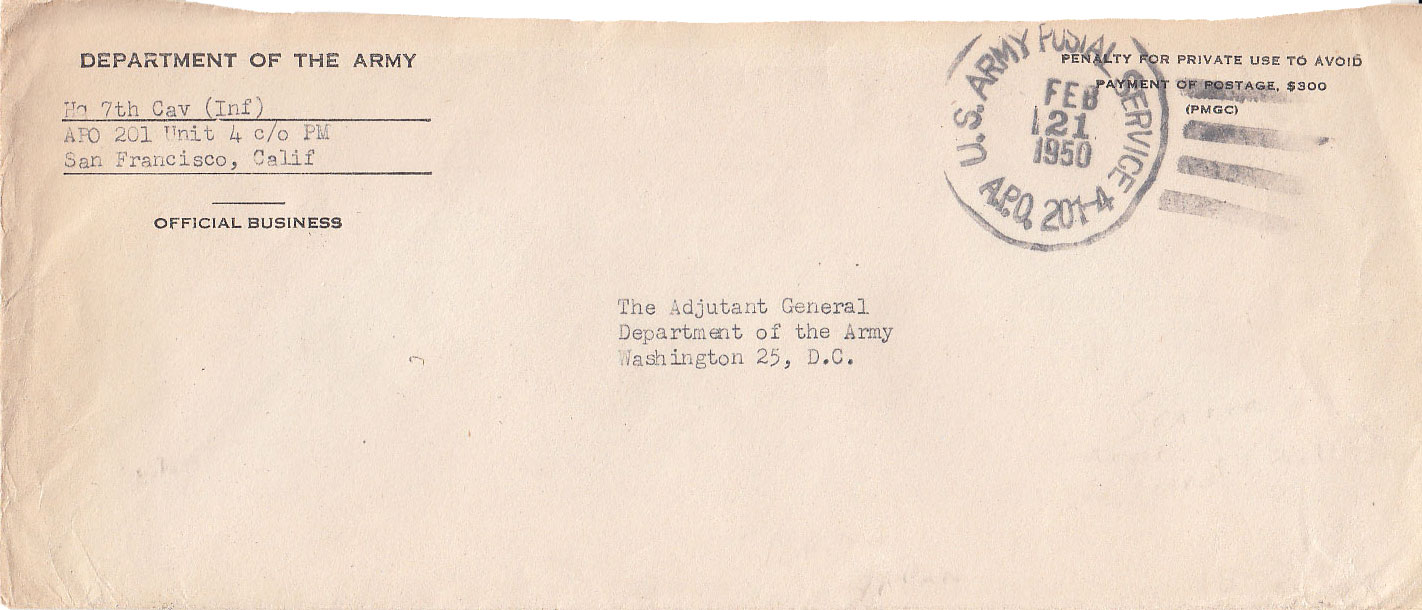 DEPARTMENT OF THE ARMY
Hq 7th Cav (Inf)
APO 201 Unit 4 c/o PM
San Francisco, Calif
OFFICIAL BUSINESS
U.S. ARMY POSTAL SERVICE
FEB
21
1950
A.P.O. 201-4
PENALTY FOR PRIVATE USE TO AVOID
PAYMENT OF POSTAGE, $300
(PMGC)
The Adjutant General
Department of the Army
Washington 25, D.C.